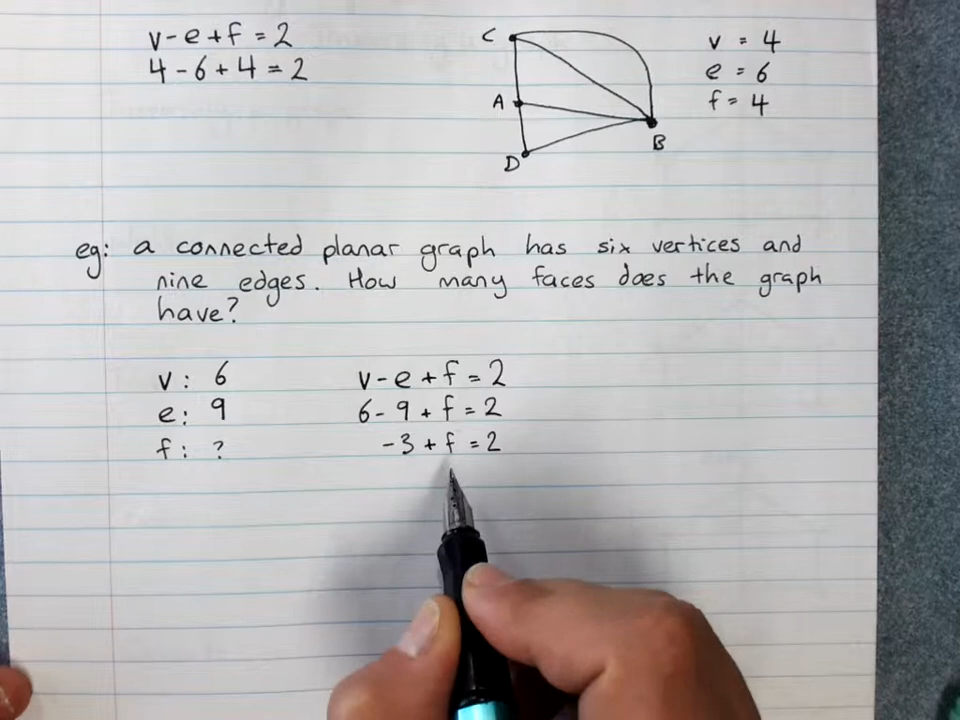 v - e + f = 2
4 - 6 + 4 = 2
C
A
D
B
v = 4
e = 6
f = 4
eg: a connected planar graph has six vertices and
nine edges. How many faces does the graph
have?
v: 6
e: 9
f: ?
v - e + f = 2
6 - 9 + f = 2
-3 + f = 2